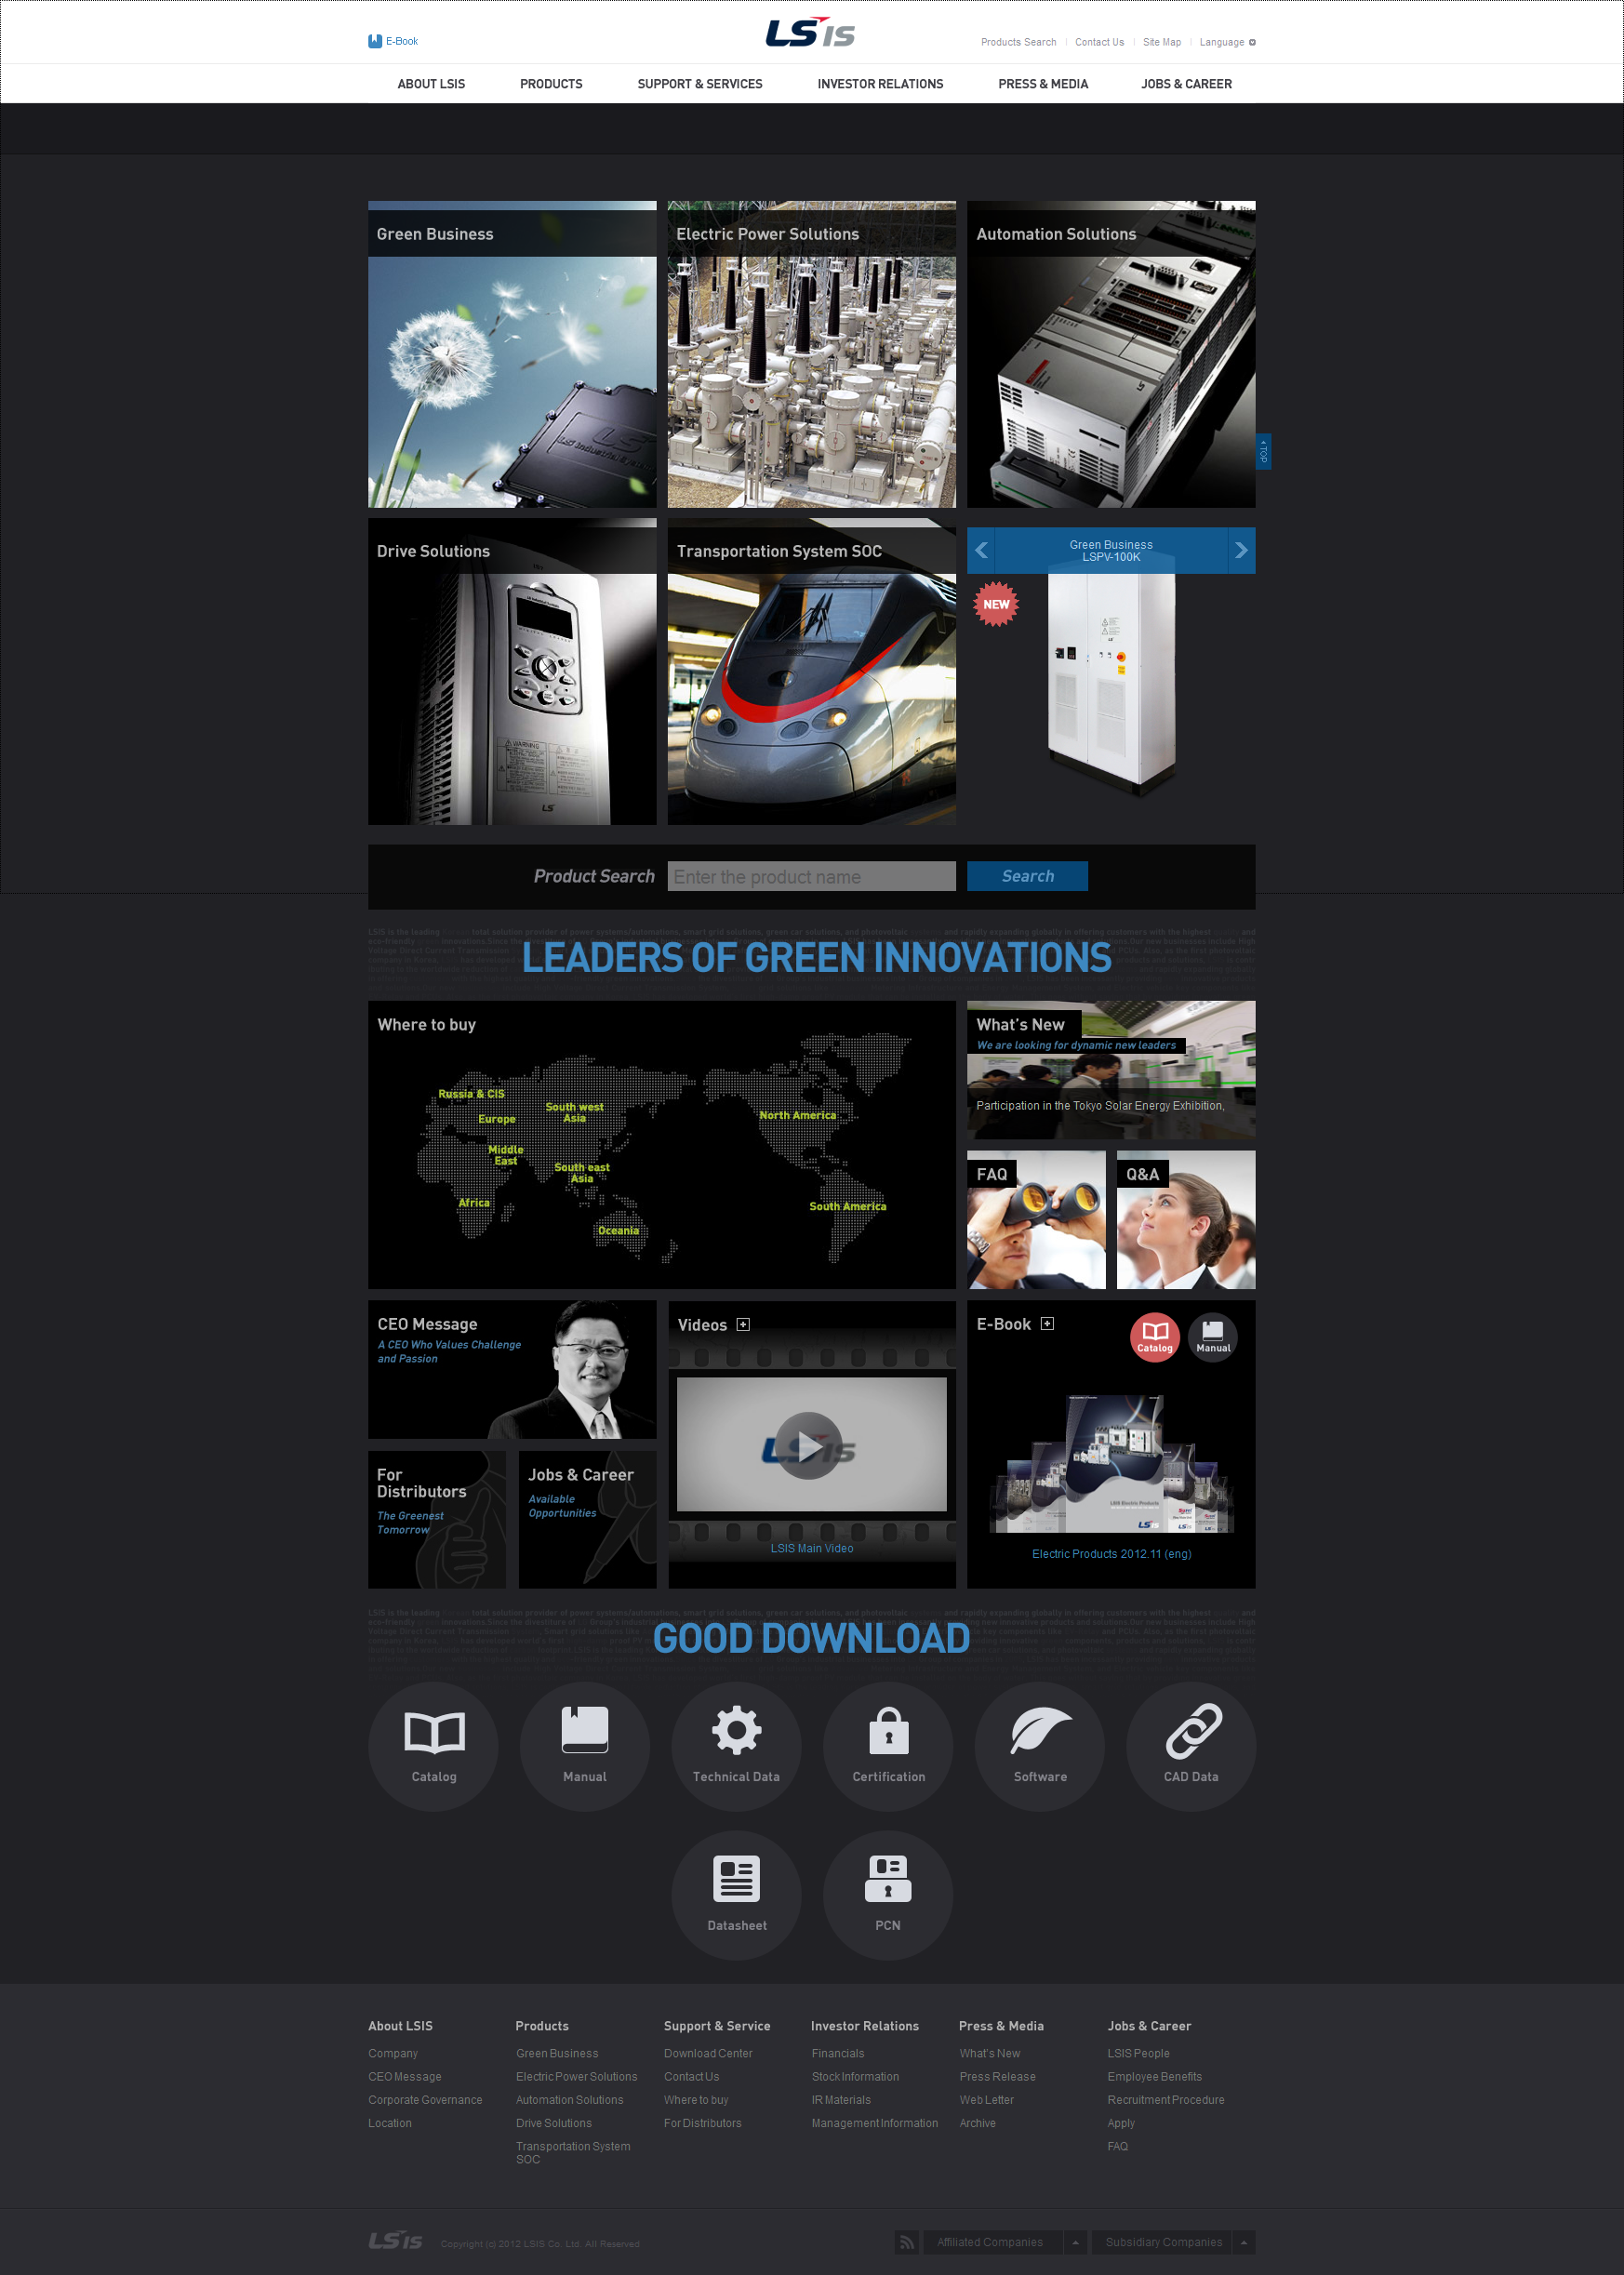 E-Book
LSIS
Products Search
Contact Us
Site Map
Language
ABOUT LSIS
PRODUCTS
SUPPORT & SERVICES
INVESTOR RELATIONS
PRESS & MEDIA
JOBS & CAREER
Green Business
Electric Power Solutions
Automation Solutions
TOP
Drive Solutions
Transportation System SOC
Green Business
LSPV-100K
NEW
WARNING
LS
Product Search
Enter the product name
Search
LEADERS OF GREEN INNOVATIONS
Where to buy
Russia & CIS
Europe
South west
Asia
Middle
East
South east
Asia
Africa
Oceania
North America
South America
What's New
We are looking for dynamic new leaders
Participation in the Tokyo Solar Energy Exhibition,
FAQ
Q&A
CEO Message
A CEO Who Values Challenge
and Passion
Videos
LSIS
LSIS Main Video
E-Book
Catalog
Manual
LSIS Electric Products
LSIS
Electric Products 2012.11 (eng)
For
Distributors
The Greenest
Tomorrow
Jobs & Career
Available
Opportunities
GOOD DOWNLOAD
Catalog
Manual
Technical Data
Certification
Software
CAD Data
Datasheet
PCN
About LSIS
Company
CEO Message
Corporate Governance
Location
Products
Green Business
Electric Power Solutions
Automation Solutions
Drive Solutions
Transportation System
SOC
Support & Service
Download Center
Contact Us
Where to buy
For Distributors
Investor Relations
Financials
Stock Information
IR Materials
Management Information
Press & Media
What's New
Press Release
Web Letter
Archive
Jobs & Career
LSIS People
Employee Benefits
Recruitment Procedure
Apply
FAQ
LSIS
Copyright (c) 2012 LSIS Co. Ltd. All Reserved
Affiliated Companies
Subsidiary Companies